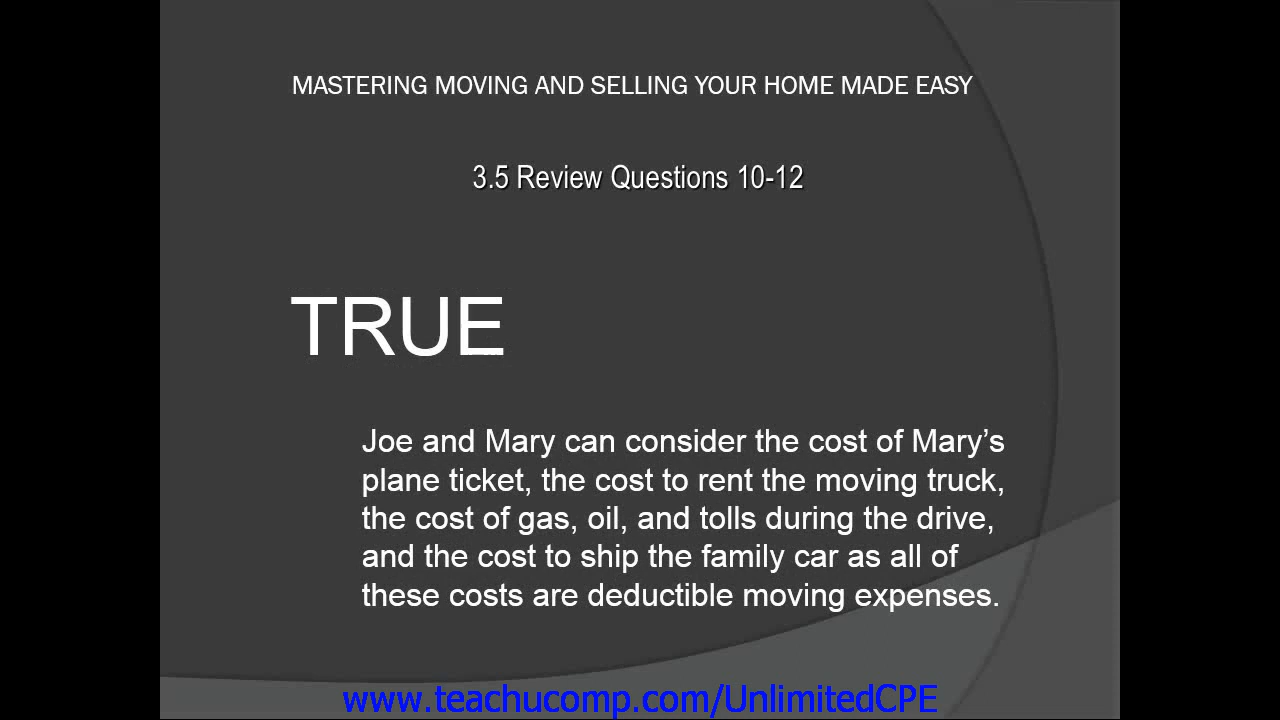 MASTERING MOVING AND SELLING YOUR HOME MADE EASY
3.5 Review Questions 10-12
TRUE
Joe and Mary can consider the cost of Mary’s
plane ticket, the cost to rent the moving truck,
the cost of gas, oil, and tolls during the drive,
and the cost to ship the family car as all of
these costs are deductible moving expenses.
www.teachucomp.com/UnlimitedCPE